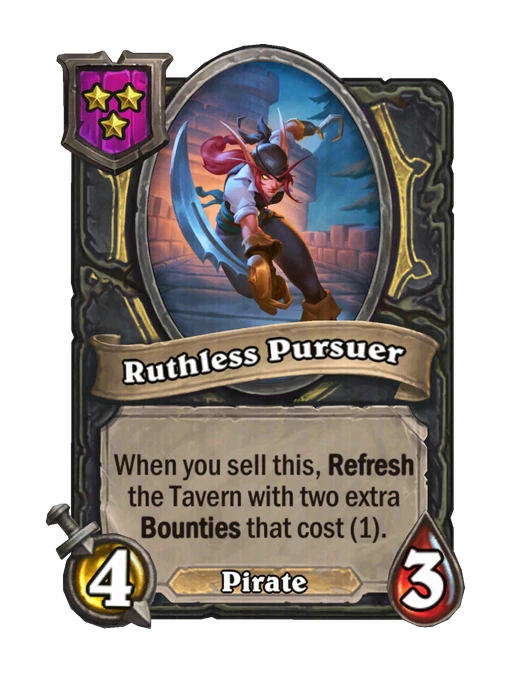 Ruthless Pursuer
When you sell this, Refresh
the Tavern with two extra
Bounties that cost (1).
4
Pirate
3